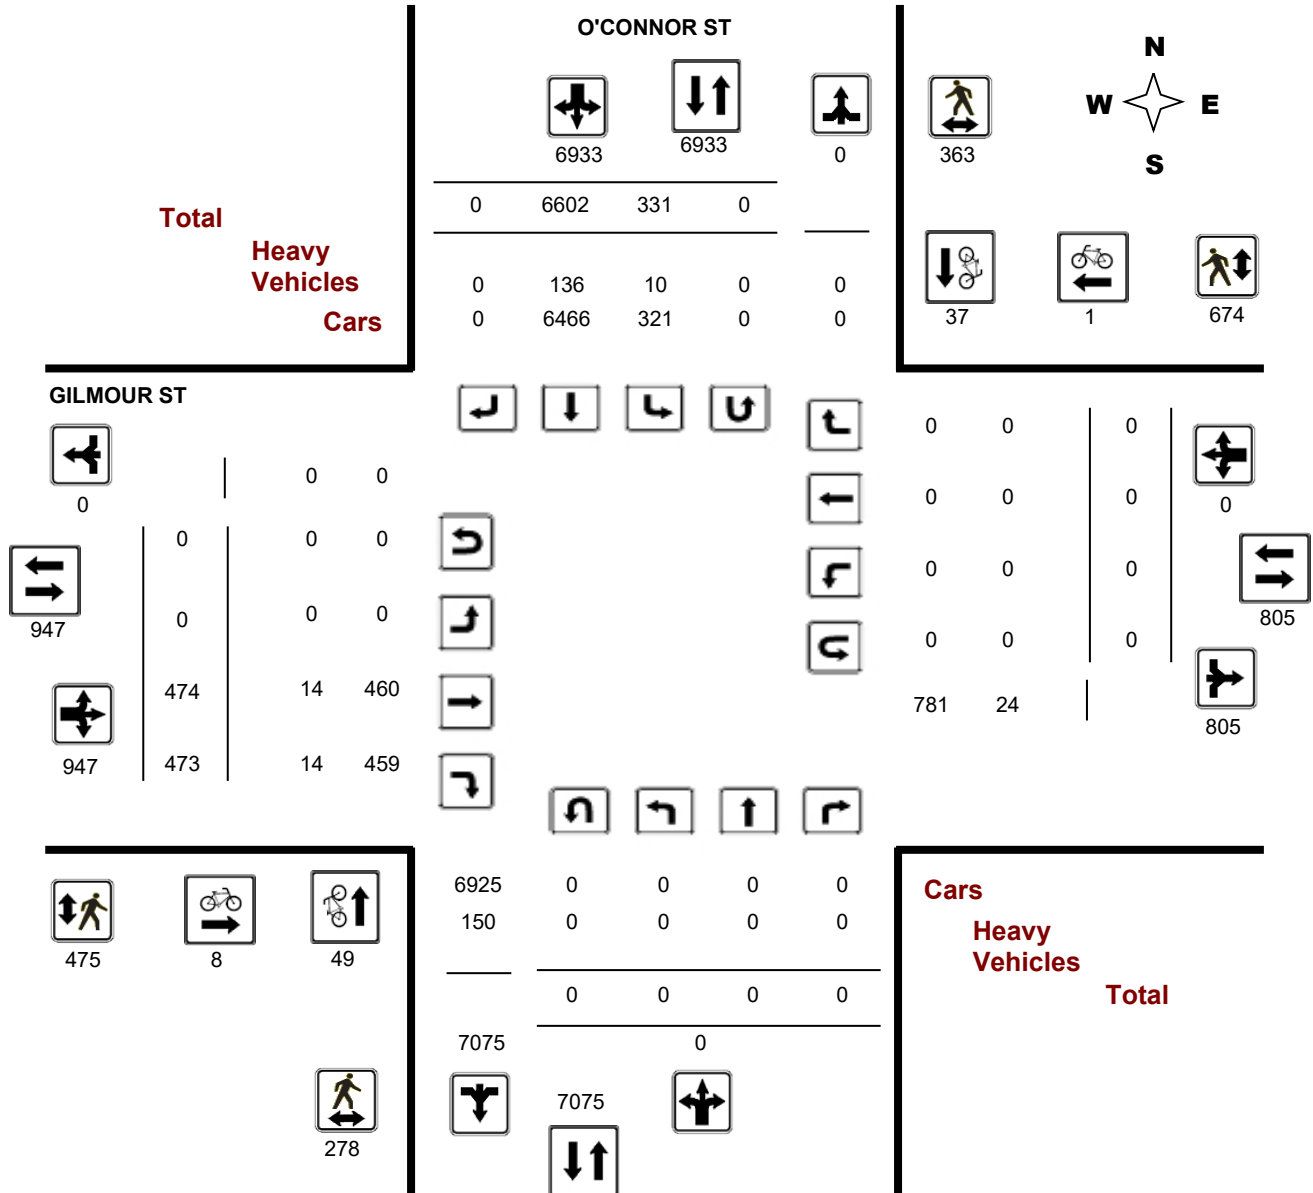 O'CONNOR ST
N
W E
S
6933 6933 0 363
0 6602 331 0
Total
Heavy
Vehicles
Cars
0 136 10 0 0
0 6466 321 0 0
37 1 674
GILMOUR ST
0
0 0
0 0 0
0 0 0
947
474 14 460
947
473 14 459
0 0 0
0 0 0
0
0 0 0
0 0 0
805
781 24
805
475 8 49
278
6925 0 0 0 0
150 0 0 0 0
0 0 0 0
7075 0
7075
Cars
Heavy
Vehicles
Total